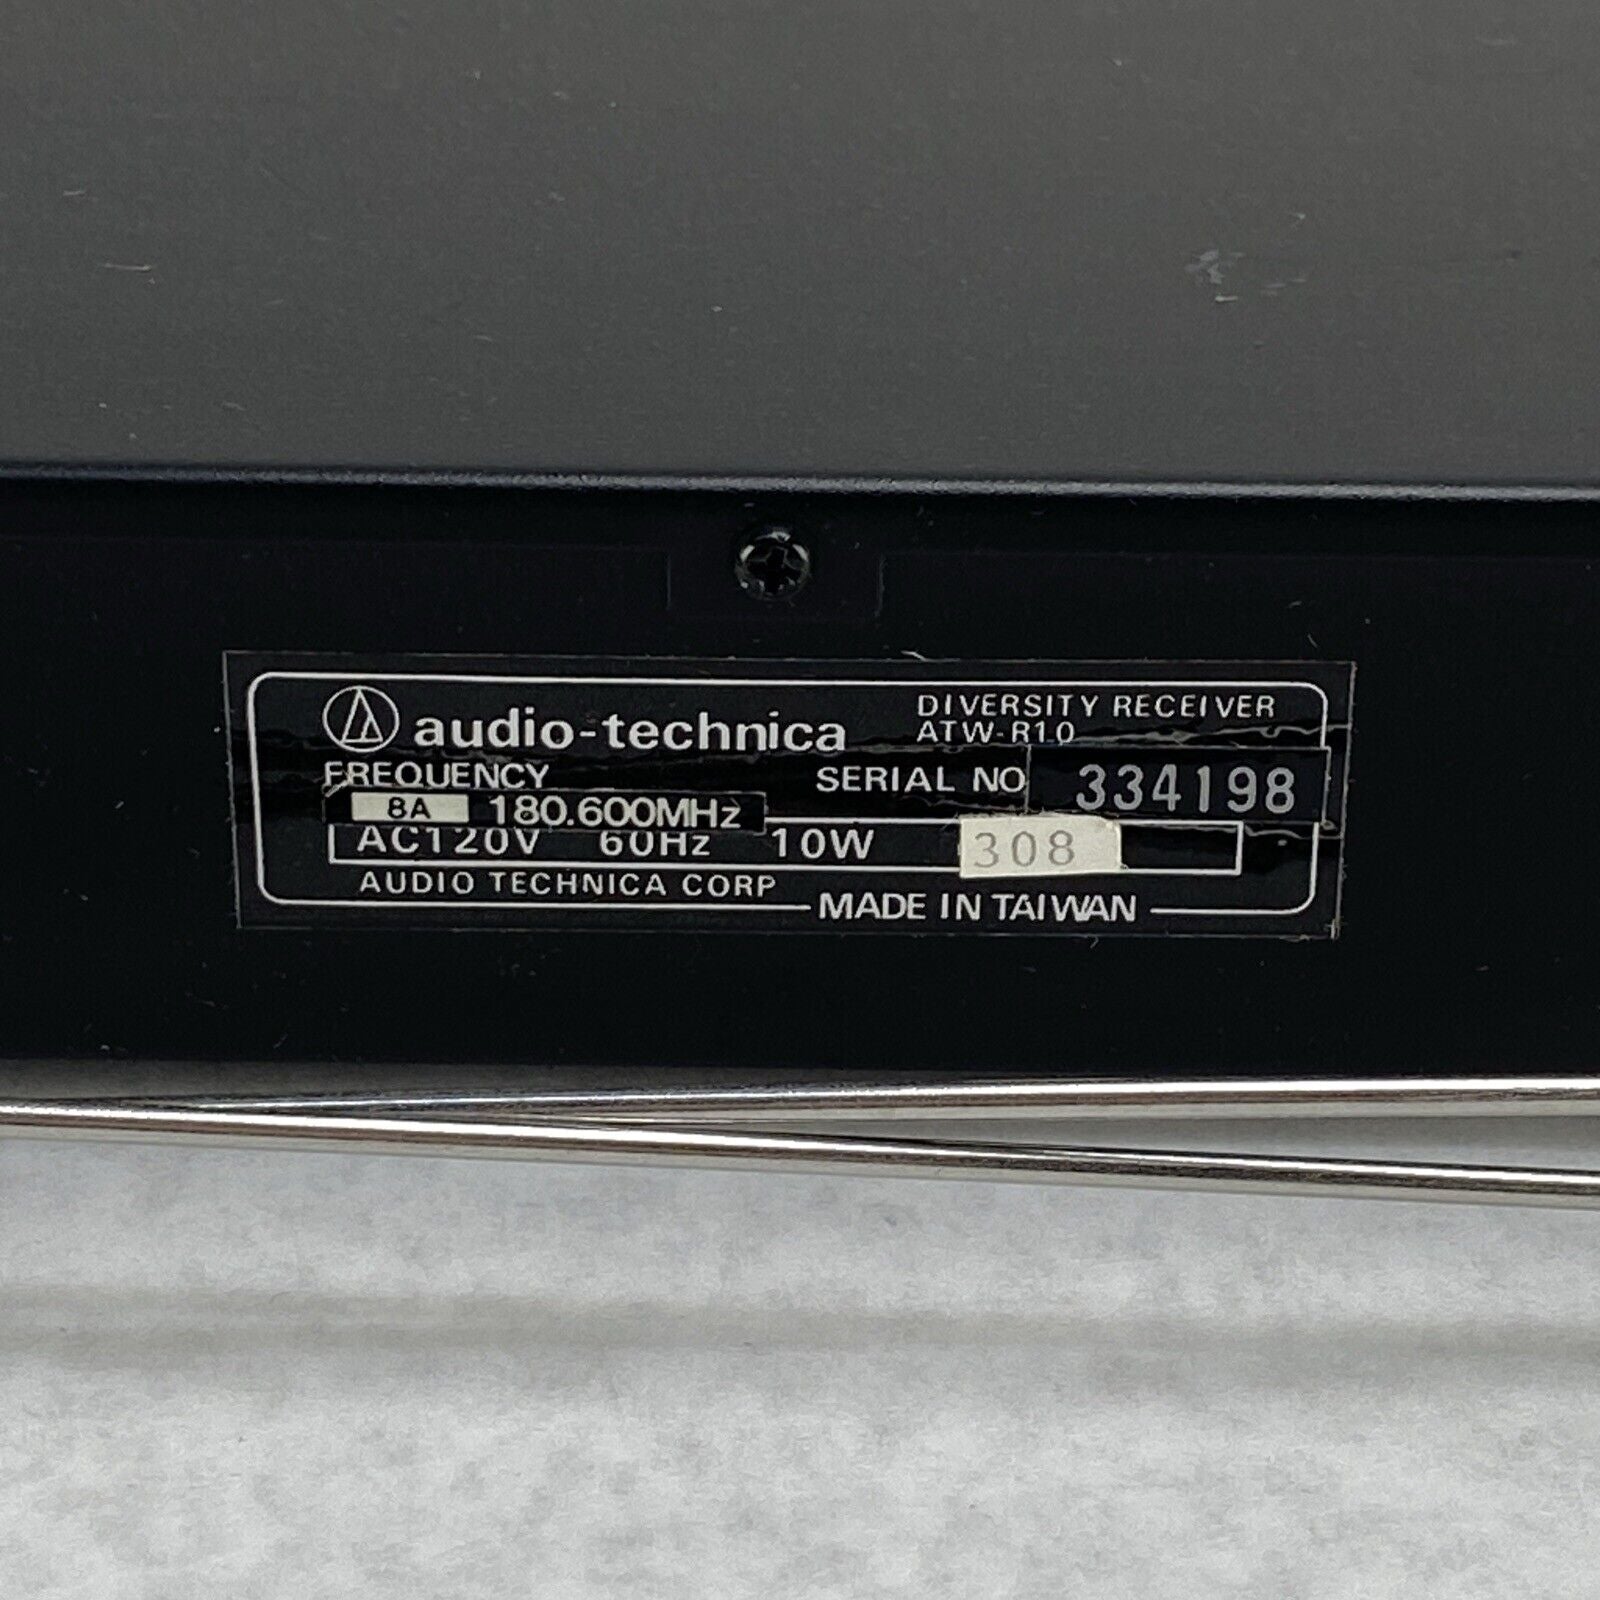 audio-technica
DIVERSITY RECEIVER
ATW-R10
FREQUENCY
SERIAL NO 334198
8A 180.600MHz
AC120V 60Hz 10W 308
AUDIO TECHNICA CORP
MADE IN TAIWAN